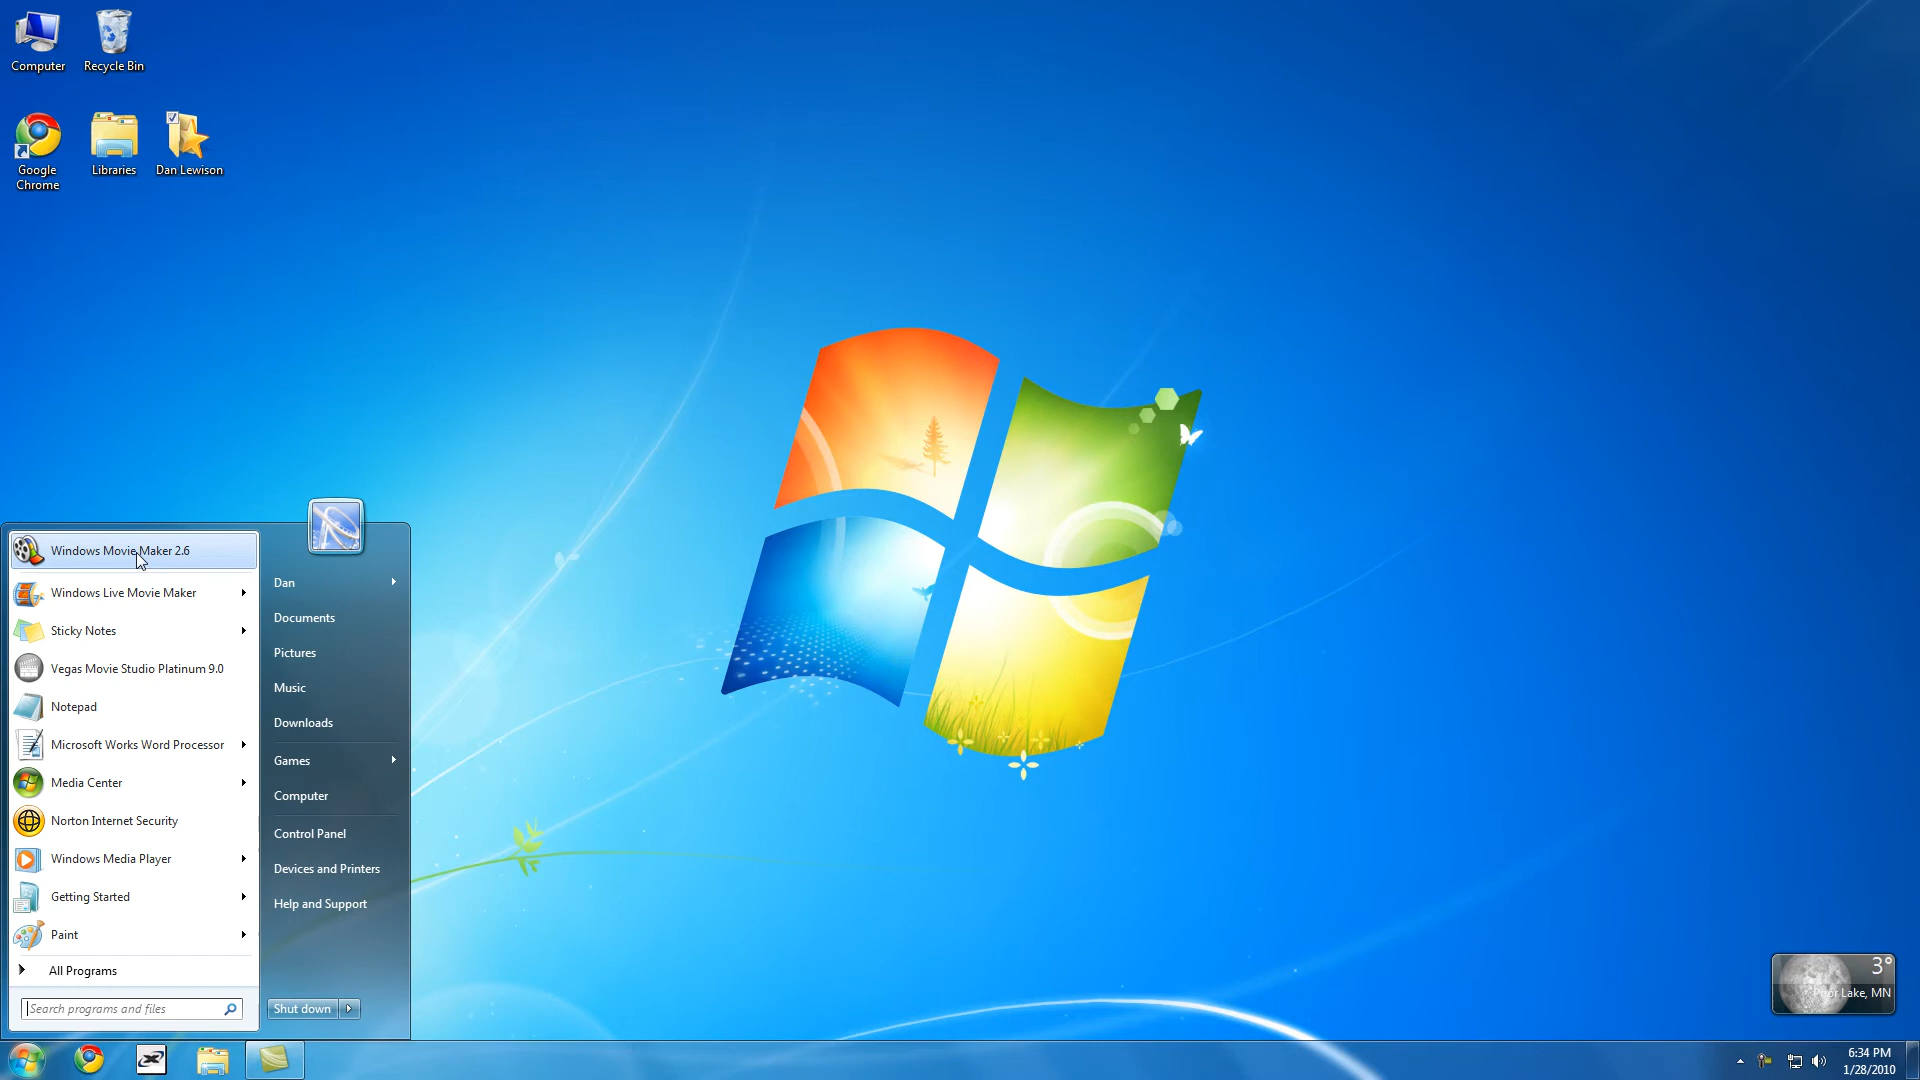 Computer
Recycle Bin
Google
Chrome
Libraries
Dan Lewison
Windows Movie Maker 2.6
Windows Live Movie Maker
Sticky Notes
Vegas Movie Studio Platinum 9.0
Notepad
Microsoft Works Word Processor
Media Center
Norton Internet Security
Windows Media Player
Getting Started
Paint
All Programs
Search programs and files
Dan
Documents
Pictures
Music
Downloads
Games
Computer
Control Panel
Devices and Printers
Help and Support
Shut down
3°
Prior Lake, MN
6:34 PM
1/28/2010